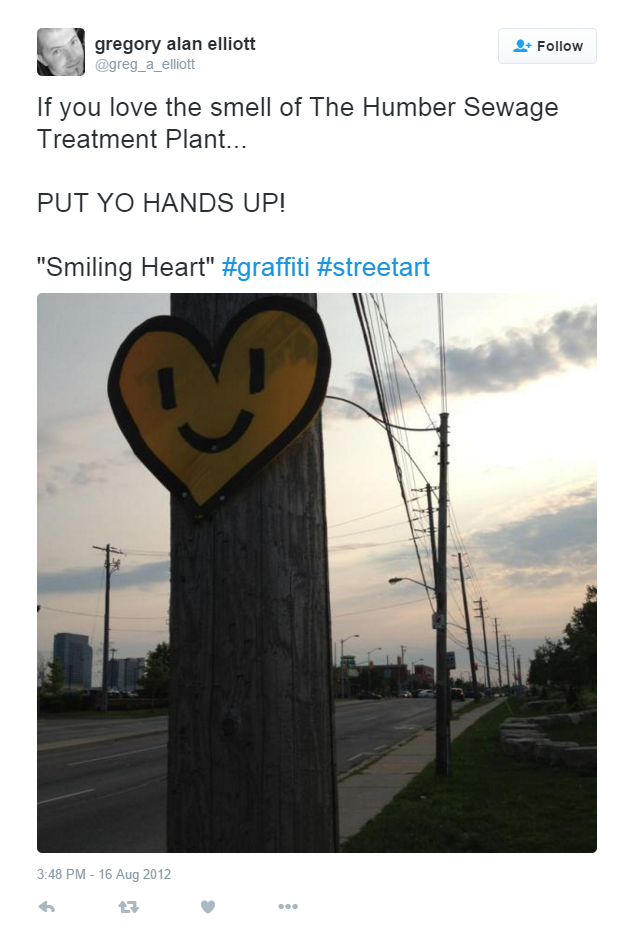 gregory alan elliott
@greg_a_elliott
Follow
If you love the smell of The Humber Sewage
Treatment Plant...
PUT YO HANDS UP!
"Smiling Heart" #graffiti #streetart
3:48 PM - 16 Aug 2012